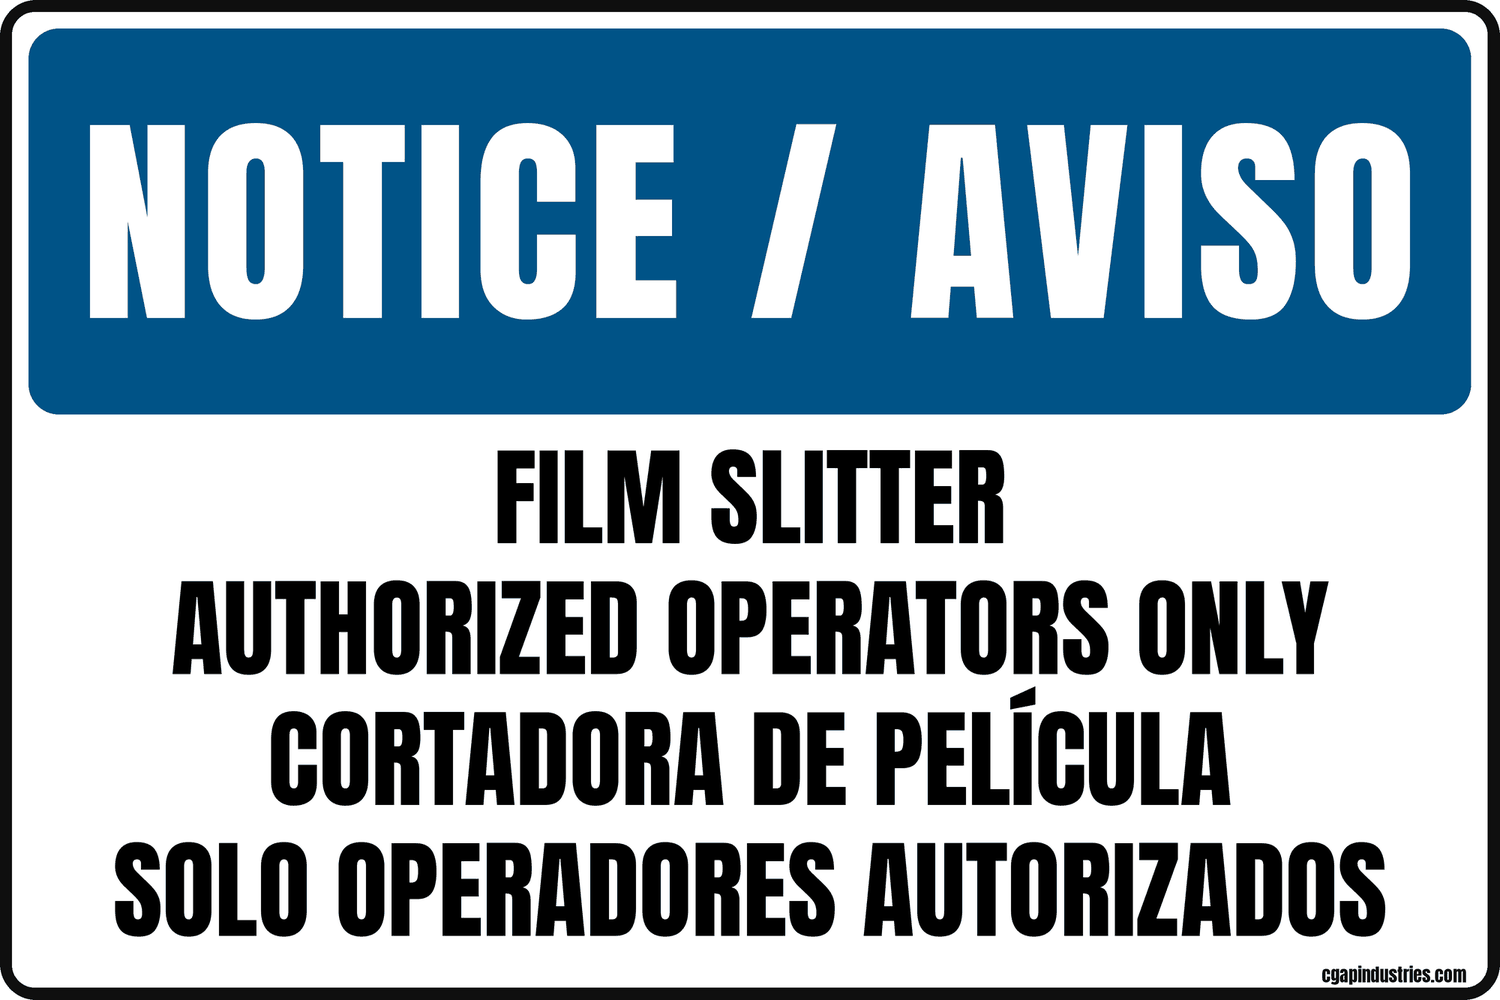 NOTICE / AVISO
FILM SLITTER
AUTHORIZED OPERATORS ONLY
CORTADORA DE PELÍCULA
SOLO OPERADORES AUTORIZADOS
cgapindustries.com